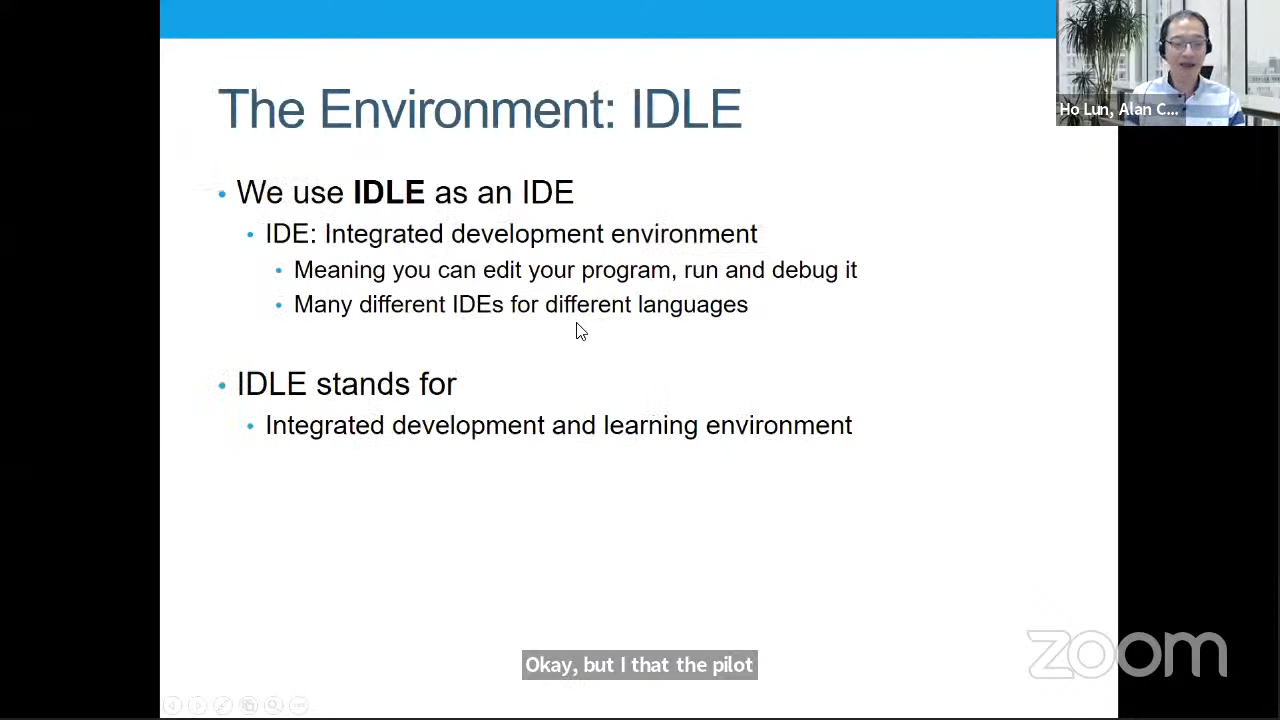 The Environment: IDLE
Ho Lun, Alan C...
We use IDLE as an IDE
IDE: Integrated development environment
Meaning you can edit your program, run and debug it
Many different IDEs for different languages
IDLE stands for
Integrated development and learning environment
Okay, but I that the pilot
zoom